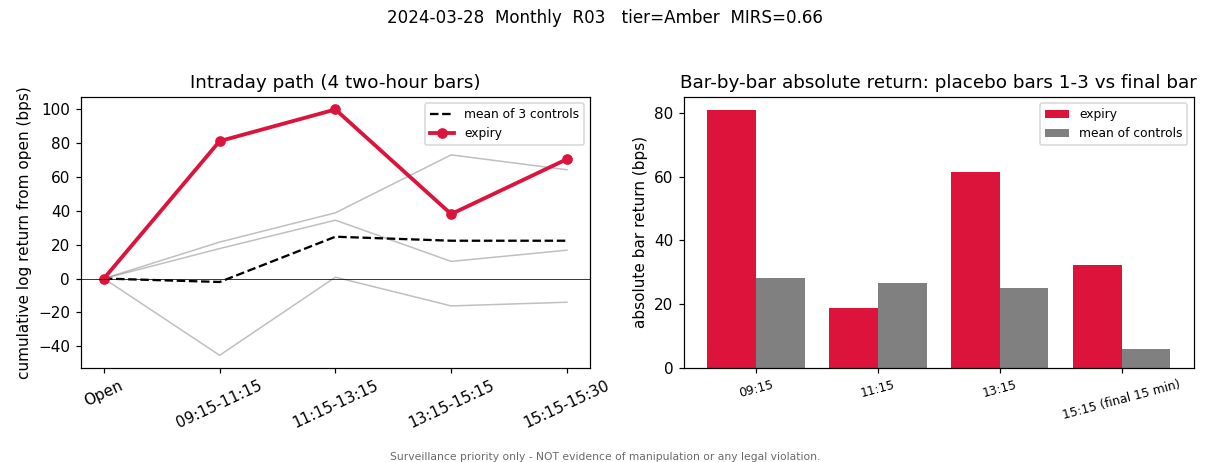 2024-03-28  Monthly  R03   tier=Amber  MIRS=0.66
Intraday path (4 two-hour bars)
cumulative log return from open (bps)
100
80
60
40
20
0
−20
−40
mean of 3 controls
expiry
Open
09:15-11:15
11:15-13:15
13:15-15:15
15:15-15:30
Bar-by-bar absolute return: placebo bars 1-3 vs final bar
absolute bar return (bps)
80
60
40
20
0
expiry
mean of controls
09:15
11:15
13:15
15:15 (final 15 min)
Surveillance priority only - NOT evidence of manipulation or any legal violation.